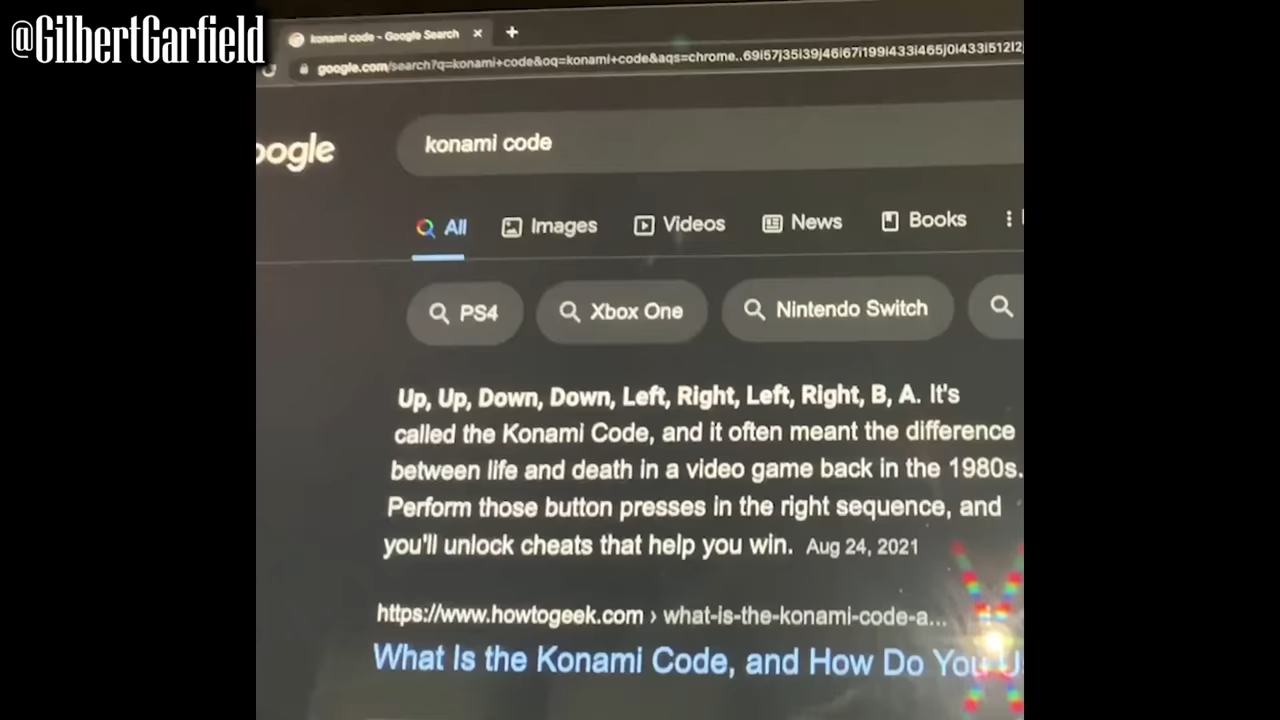 @GilbertGarfield
konami code - Google Search
google.com/search?q=konami+code&oq=konami+code&aqs=chrome..69i57j35i39j46i67i199i433i465j0i433i512l2
oogle
konami code
All Images Videos News Books
PS4 Xbox One Nintendo Switch
Up, Up, Down, Down, Left, Right, Left, Right, B, A. It's
called the Konami Code, and it often meant the difference
between life and death in a video game back in the 1980s.
Perform those button presses in the right sequence, and
you'll unlock cheats that help you win. Aug 24, 2021
https://www.howtogeek.com › what-is-the-konami-code-a...
What Is the Konami Code, and How Do You